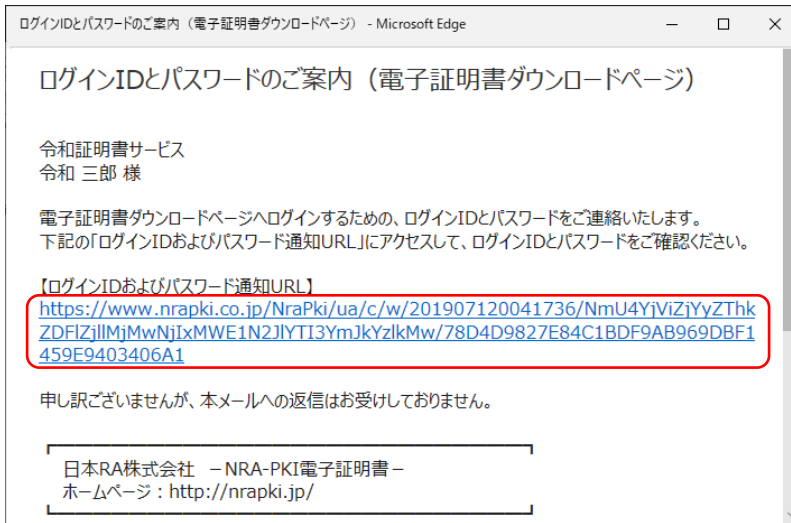 ログインIDとパスワードのご案内（電子証明書ダウンロードページ） - Microsoft Edge
ログインIDとパスワードのご案内（電子証明書ダウンロードページ）
令和証明書サービス
令和 三郎 様
電子証明書ダウンロードページへログインするための、ログインIDとパスワードをご連絡いたします。
下記の「ログインIDおよびパスワード通知URL」にアクセスして、ログインIDとパスワードをご確認ください。
【ログインIDおよびパスワード通知URL】
https://www.nrapki.co.jp/NraPki/ua/c/w/201907120041736/NmU4YjViZjYyZThk
ZDFlZjllMjMwNjIxMWE1N2JlYTI3YmJkYzlkMw/78D4D9827E84C1BDF9AB969DBF1
459E9403406A1
申し訳ございませんが、本メールへの返信はお受けしておりません。
日本RA株式会社 －NRA-PKI電子証明書－
ホームページ：http://nrapki.jp/